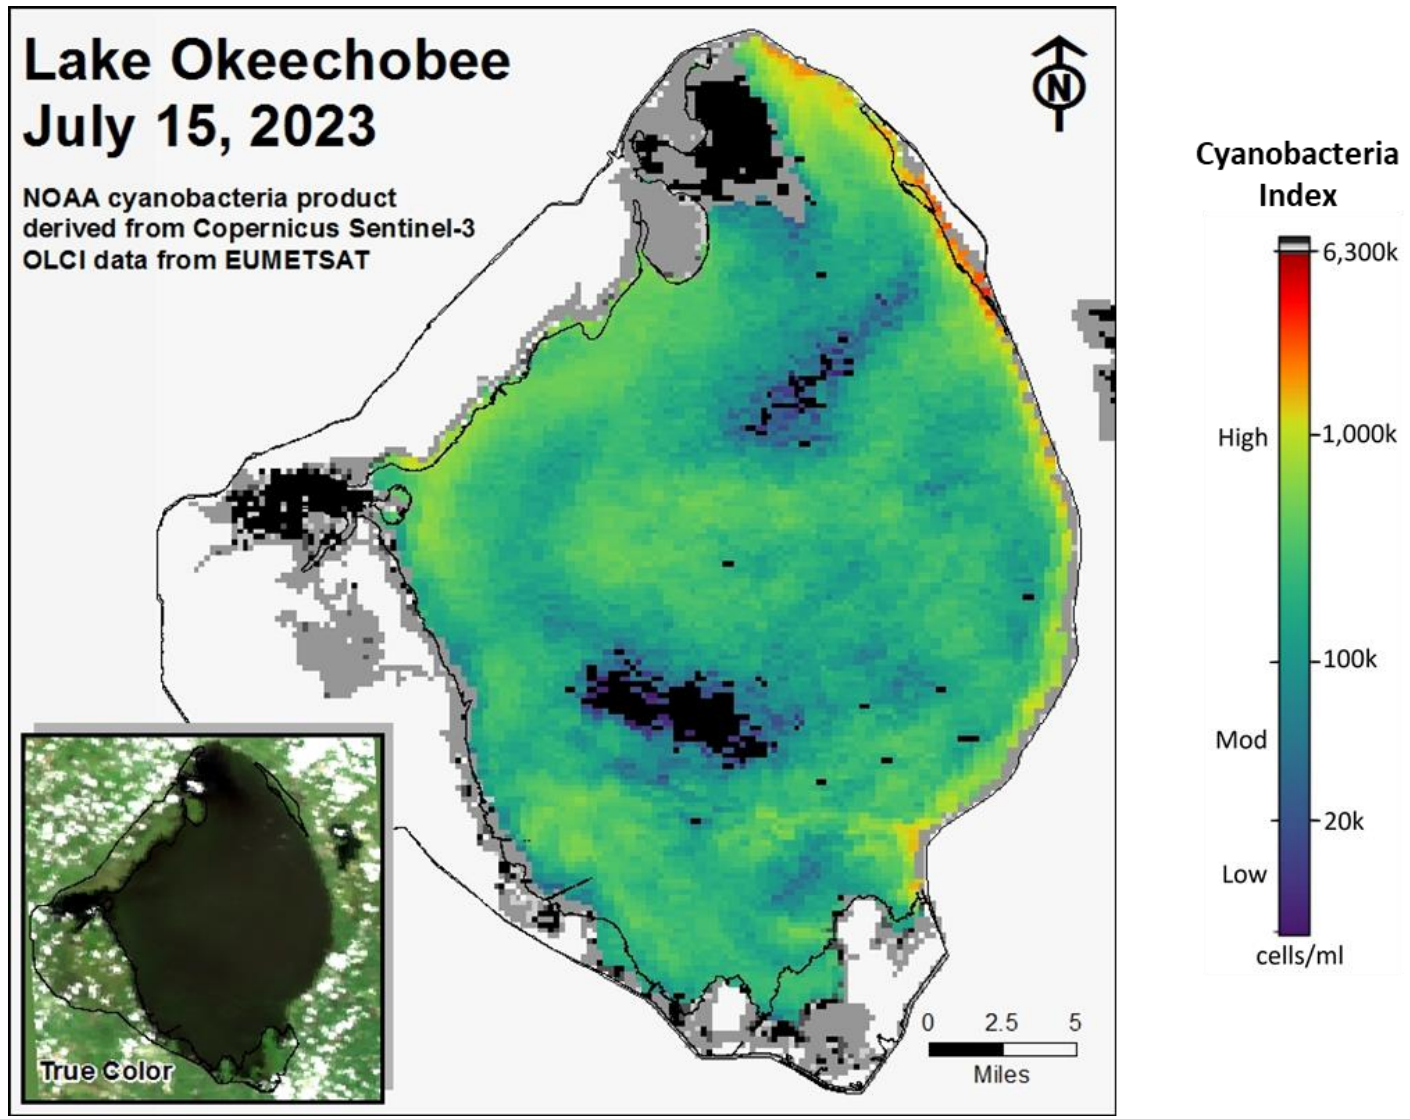 Lake Okeechobee
July 15, 2023
NOAA cyanobacteria product
derived from Copernicus Sentinel-3
OLCI data from EUMETSAT
N
Cyanobacteria
Index
6,300k
High
1,000k
100k
Mod
20k
Low
cells/ml
0 2.5 5
Miles
True Color